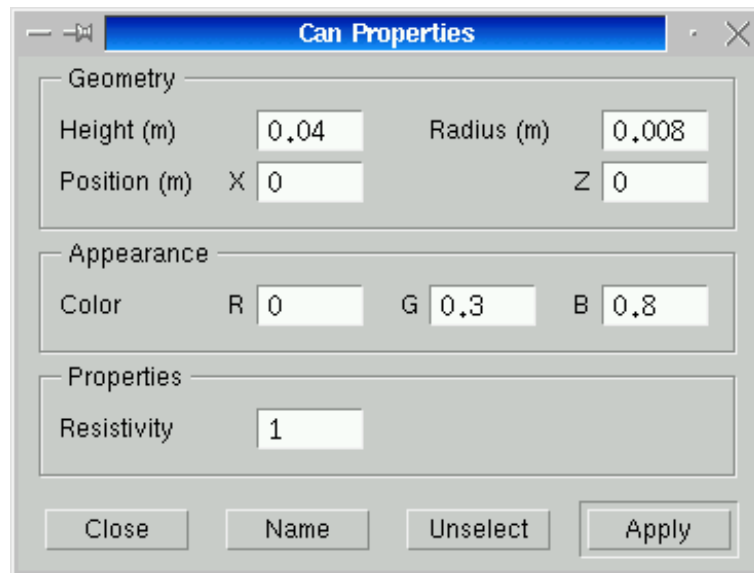 Can Properties
Geometry
Height (m) 0.04 Radius (m) 0.008
Position (m) X 0 Z 0
Appearance
Color R 0 G 0.3 B 0.8
Properties
Resistivity 1
Close Name Unselect Apply